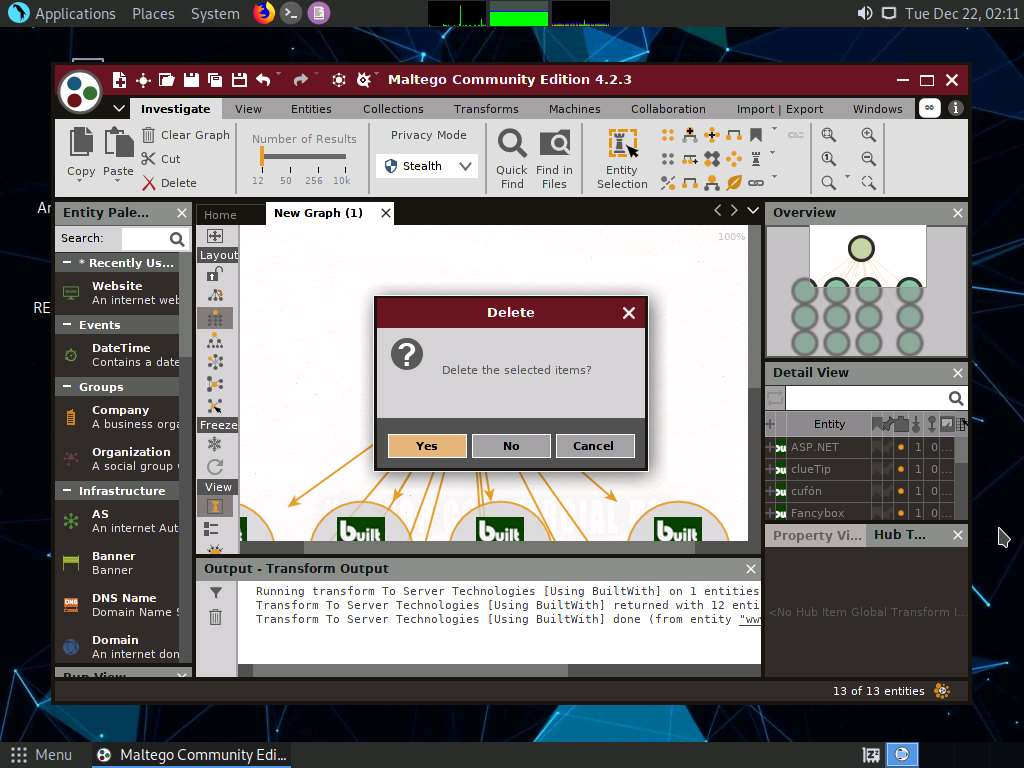 Applications Places System
Tue Dec 22, 02:11
Maltego Community Edition 4.2.3
Investigate View Entities Collections Transforms Machines Collaboration Import | Export Windows
Copy
Paste
Clear Graph
Cut
Delete
Number of Results
12 50 256 10k
Privacy Mode
Stealth
Quick
Find
Find in
Files
Entity
Selection
Ar
RE
Entity Pale...
Search:
* Recently Us...
Website
An internet web
Events
DateTime
Contains a date
Groups
Company
A business orga
Organization
A social group
Infrastructure
AS
An internet Aut
Banner
Banner
DNS
DNS Name
Domain Name S
Domain
An internet don
Run View
Home
New Graph (1)
Layout
Freeze
View
100%
Delete
Delete the selected items?
Yes No Cancel
built
built
built
Output - Transform Output
Running transform To Server Technologies [Using BuiltWith] on 1 entities
Transform To Server Technologies [Using BuiltWith] returned with 12 enti
Transform To Server Technologies [Using BuiltWith] done (from entity "ww
Overview
Detail View
Entity
ASP.NET 1 0...
clueTip 1 0...
cufón 1 0...
Fancybox 1 0...
Property Vi... Hub T...
<No Hub Item Global Transform I...
13 of 13 entities
Menu
Maltego Community Edi...